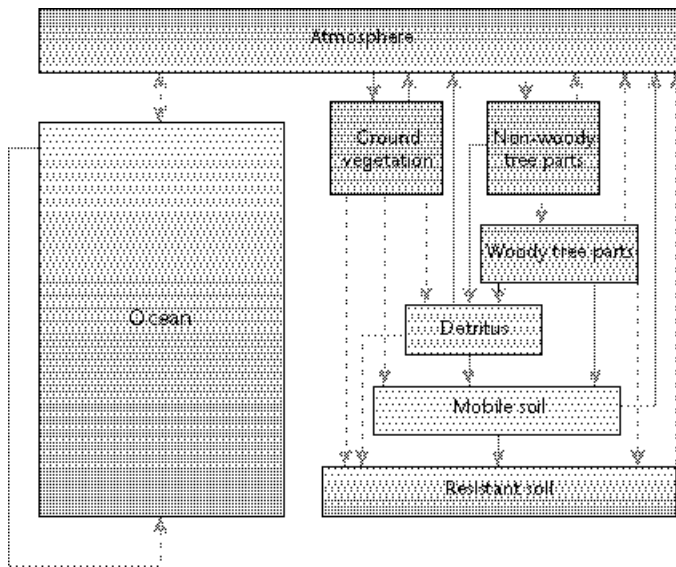 Atmosphere
Ground
vegetation
Non-woody
tree parts
Woody tree parts
Ocean
Detritus
Mobile soil
Resistant soil